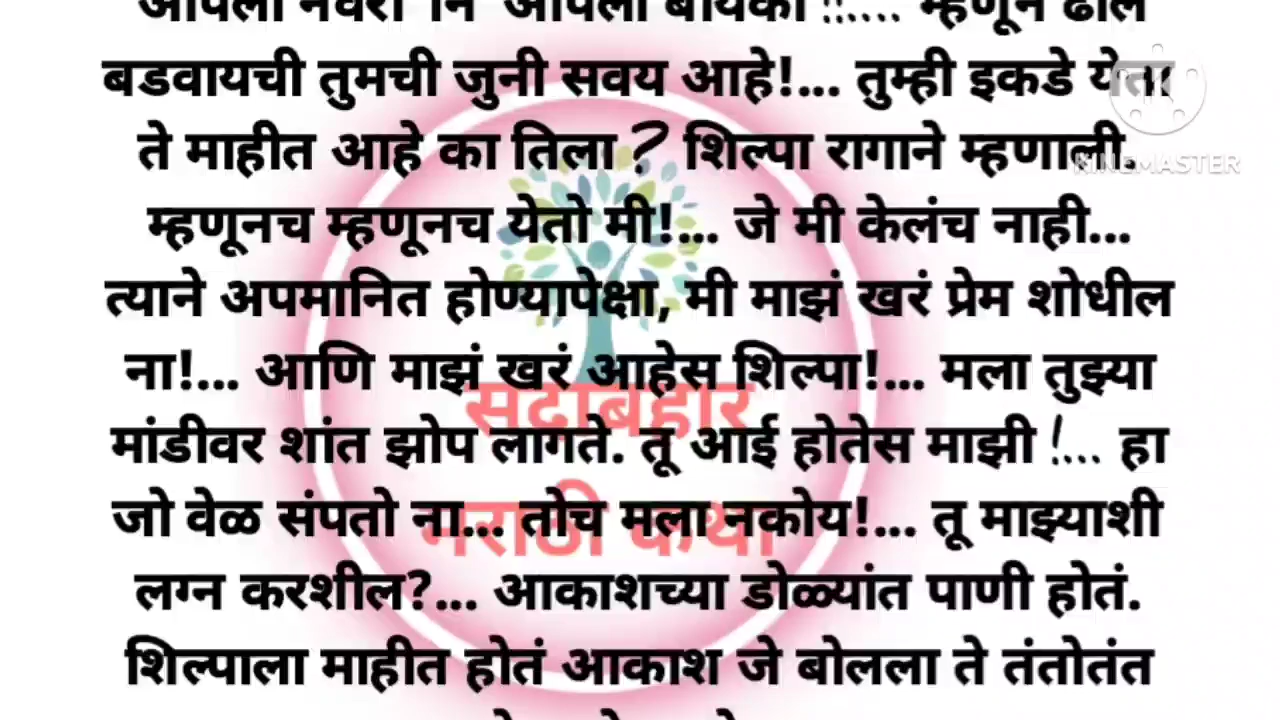 आपला नवरा नि आपली बायको !!.... म्हणून ढोल
बडवायची तुमची जुनी सवय आहे!... तुम्ही इकडे येता
ते माहीत आहे का तिला ? शिल्पा रागाने म्हणाली.
KINEMASTER
म्हणूनच म्हणूनच येतो मी!... जे मी केलंच नाही...
त्याने अपमानित होण्यापेक्षा, मी माझं खरं प्रेम शोधील
ना!... आणि माझं खरं आहेस शिल्पा!... मला तुझ्या
सदाबहार
मांडीवर शांत झोप लागते. तू आई होतेस माझी !... हा
जो वेळ संपतो ना... तोच मला नकोय!... तू माझ्याशी
मराठी कथा
लग्न करशील?... आकाशच्या डोळ्यांत पाणी होतं.
शिल्पाला माहीत होतं आकाश जे बोलला ते तंतोतंत